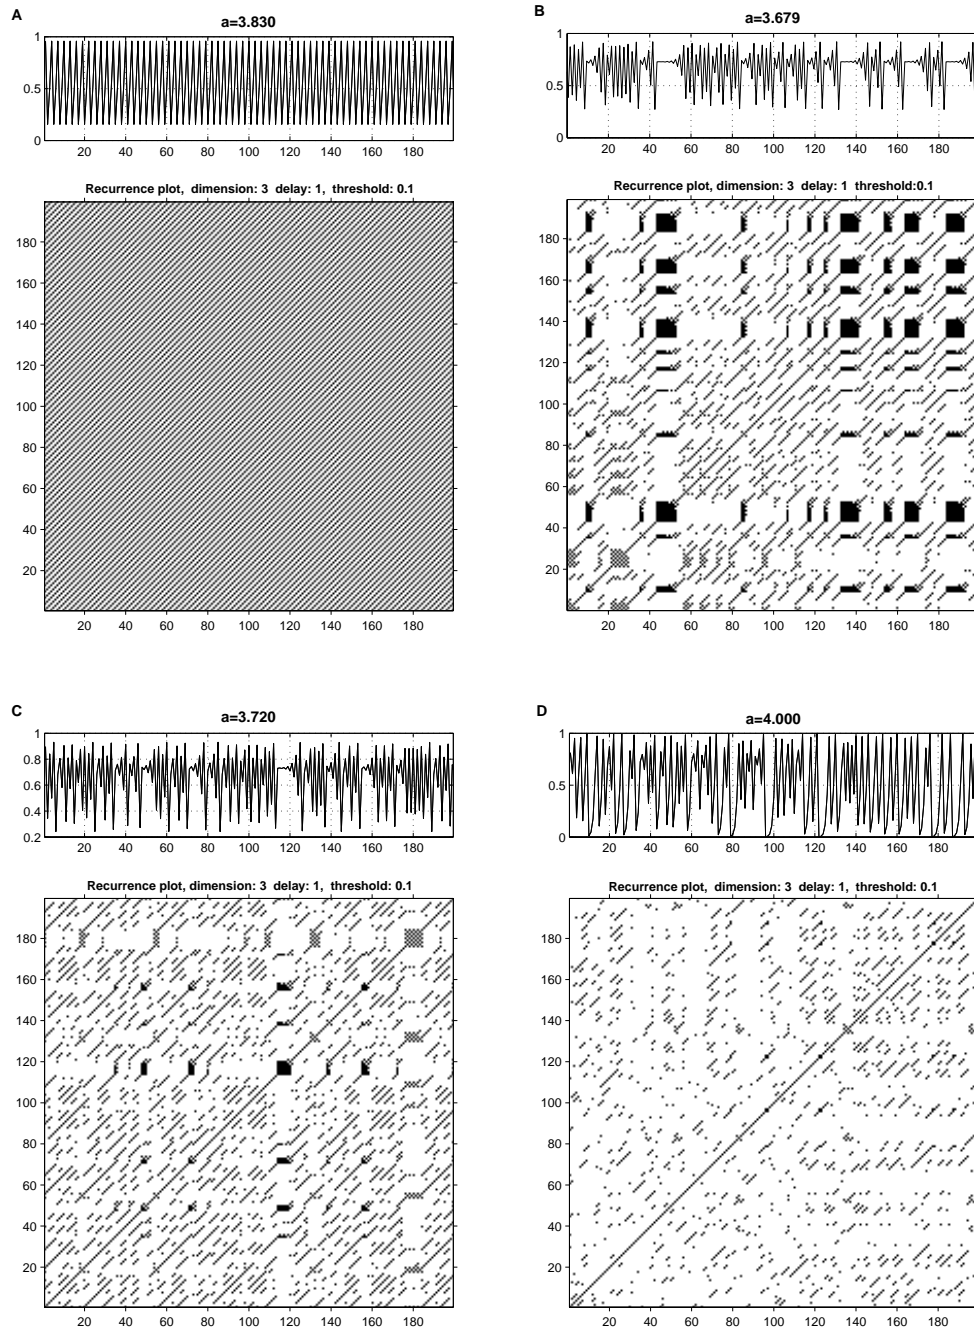 A
a=3.830
1
0.5
0
20 40 60 80 100 120 140 160 180
Recurrence plot, dimension: 3 delay: 1, threshold: 0.1
180
160
140
120
100
80
60
40
20
20 40 60 80 100 120 140 160 180
B
a=3.679
1
0.5
0
20 40 60 80 100 120 140 160 180
Recurrence plot, dimension: 3 delay: 1 threshold:0.1
180
160
140
120
100
80
60
40
20
20 40 60 80 100 120 140 160 180
C
a=3.720
1
0.8
0.6
0.4
0.2
20 40 60 80 100 120 140 160 180
Recurrence plot, dimension: 3 delay: 1, threshold: 0.1
180
160
140
120
100
80
60
40
20
20 40 60 80 100 120 140 160 180
D
a=4.000
1
0.5
0
20 40 60 80 100 120 140 160 180
Recurrence plot, dimension: 3 delay: 1, threshold: 0.1
180
160
140
120
100
80
60
40
20
20 40 60 80 100 120 140 160 180